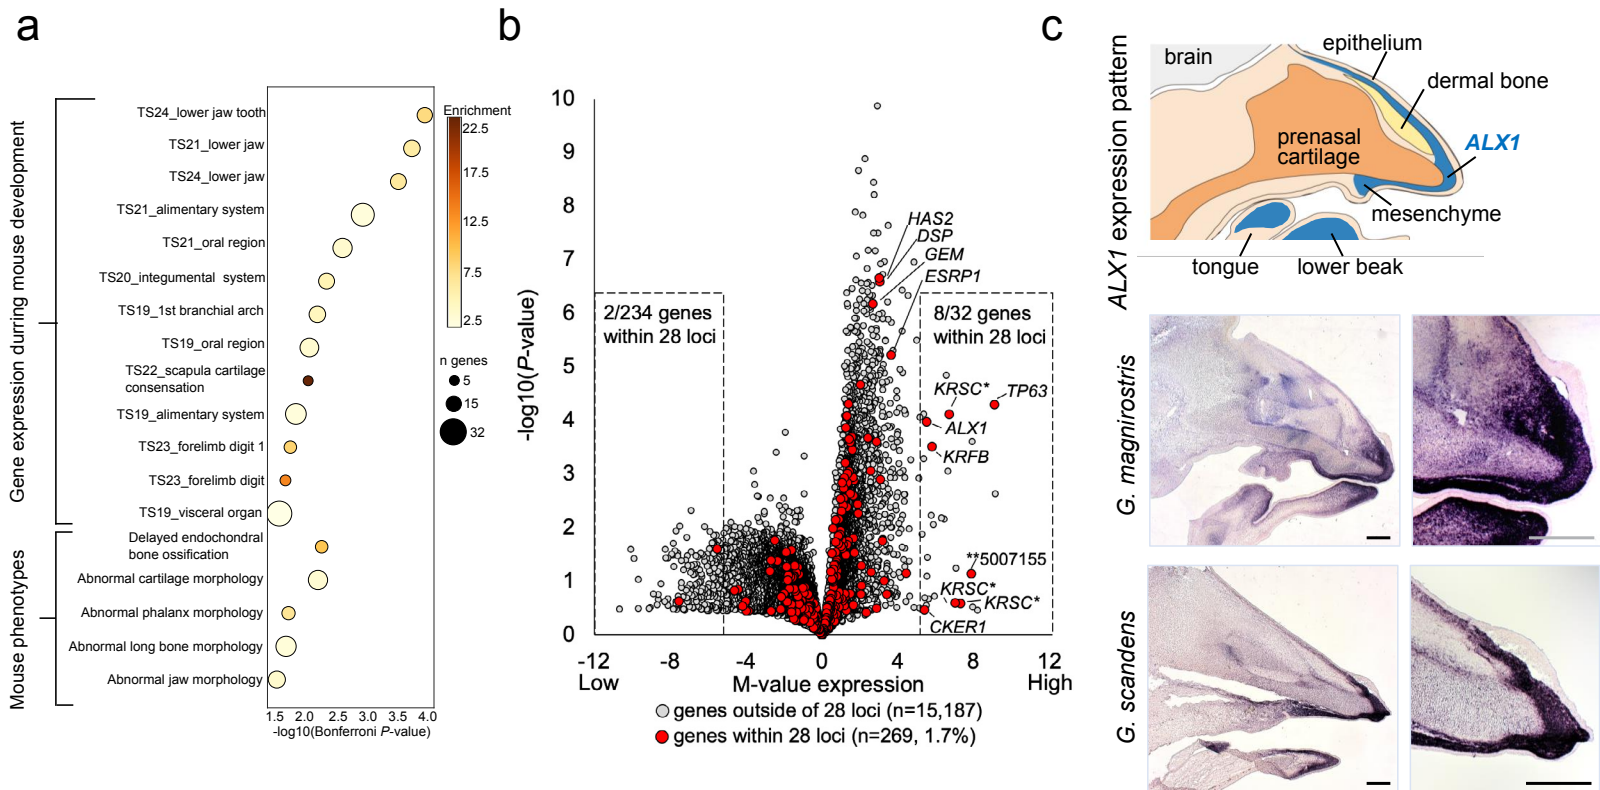 a
Gene expression durring mouse development
TS24_lower jaw tooth
TS21_lower jaw
TS24_lower jaw
TS21_alimentary system
TS21_oral region
TS20_integumental system
TS19_1st branchial arch
TS19_oral region
TS22_scapula cartilage
consensation
TS19_alimentary system
TS23_forelimb digit 1
TS23_forelimb digit
TS19_visceral organ
Mouse phenotypes
Delayed endochondral
bone ossification
Abnormal cartilage morphology
Abnormal phalanx morphology
Abnormal long bone morphology
Abnormal jaw morphology
1.5 2.0 2.5 3.0 3.5 4.0
-log10(Bonferroni P-value)
Enrichment
22.5
17.5
12.5
7.5
2.5
n genes
5
15
32
b
-log10(P-value)
10
9
8
7
6
5
4
3
2
1
0
2/234 genes
within 28 loci
8/32 genes
within 28 loci
HAS2
DSP
GEM
ESRP1
KRSC*
TP63
ALX1
KRFB
**5007155
KRSC*
KRSC*
CKER1
-12 -8 -4 0 4 8 12
Low M-value expression High
genes outside of 28 loci (n=15,187)
genes within 28 loci (n=269, 1.7%)
c
ALX1 expression pattern
brain
epithelium
dermal bone
prenasal
cartilage
ALX1
mesenchyme
tongue
lower beak
G. magnirostris
G. scandens